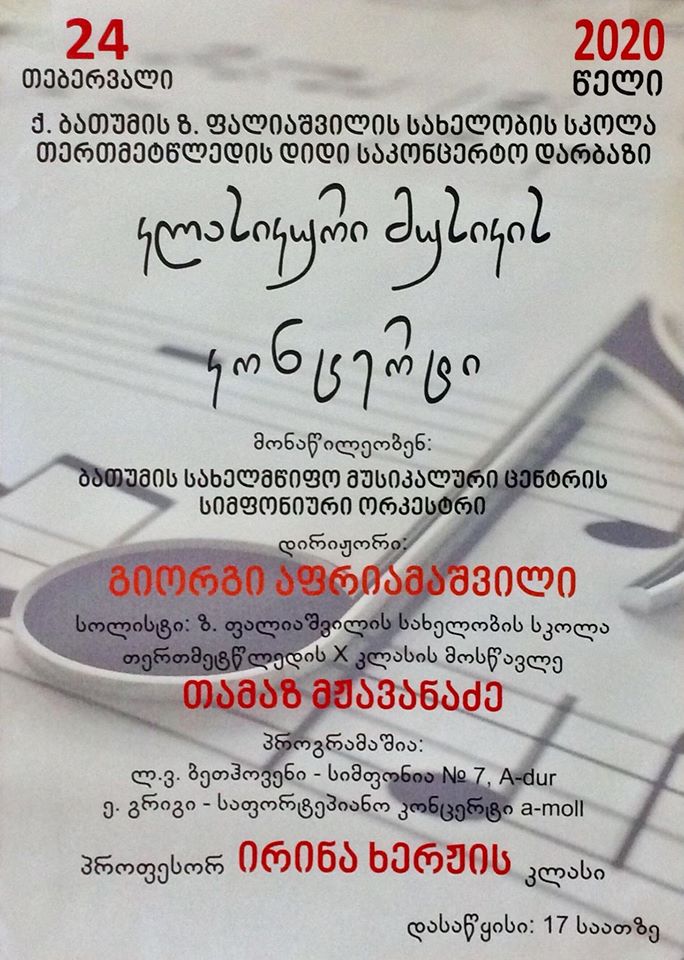 24 2020
თებერვალი წელი
ქ. ბათუმის ზ. ფალიაშვილის სახელობის სკოლა
თერთმეტწლედის დიდი საკონცერტო დარბაზი
კლასიკური მუსიკის
კონცერტი
მონაწილეობენ:
ბათუმის სახელმწიფო მუსიკალური ცენტრის
სიმფონიური ორკესტრი
დირიჟორი:
გიორგი აფრიამაშვილი
სოლისტი: ზ. ფალიაშვილის სახელობის სკოლა
თერთმეტწლედის X კლასის მოსწავლე
თამაზ მჟავანაძე
პროგრამაშია:
ლ.ვ. ბეთჰოვენი - სიმფონია № 7, A-dur
ე. გრიგი - საფორტეპიანო კონცერტი a-moll
პროფესორ ირინა ხერჟის კლასი
დასაწყისი: 17 საათზე